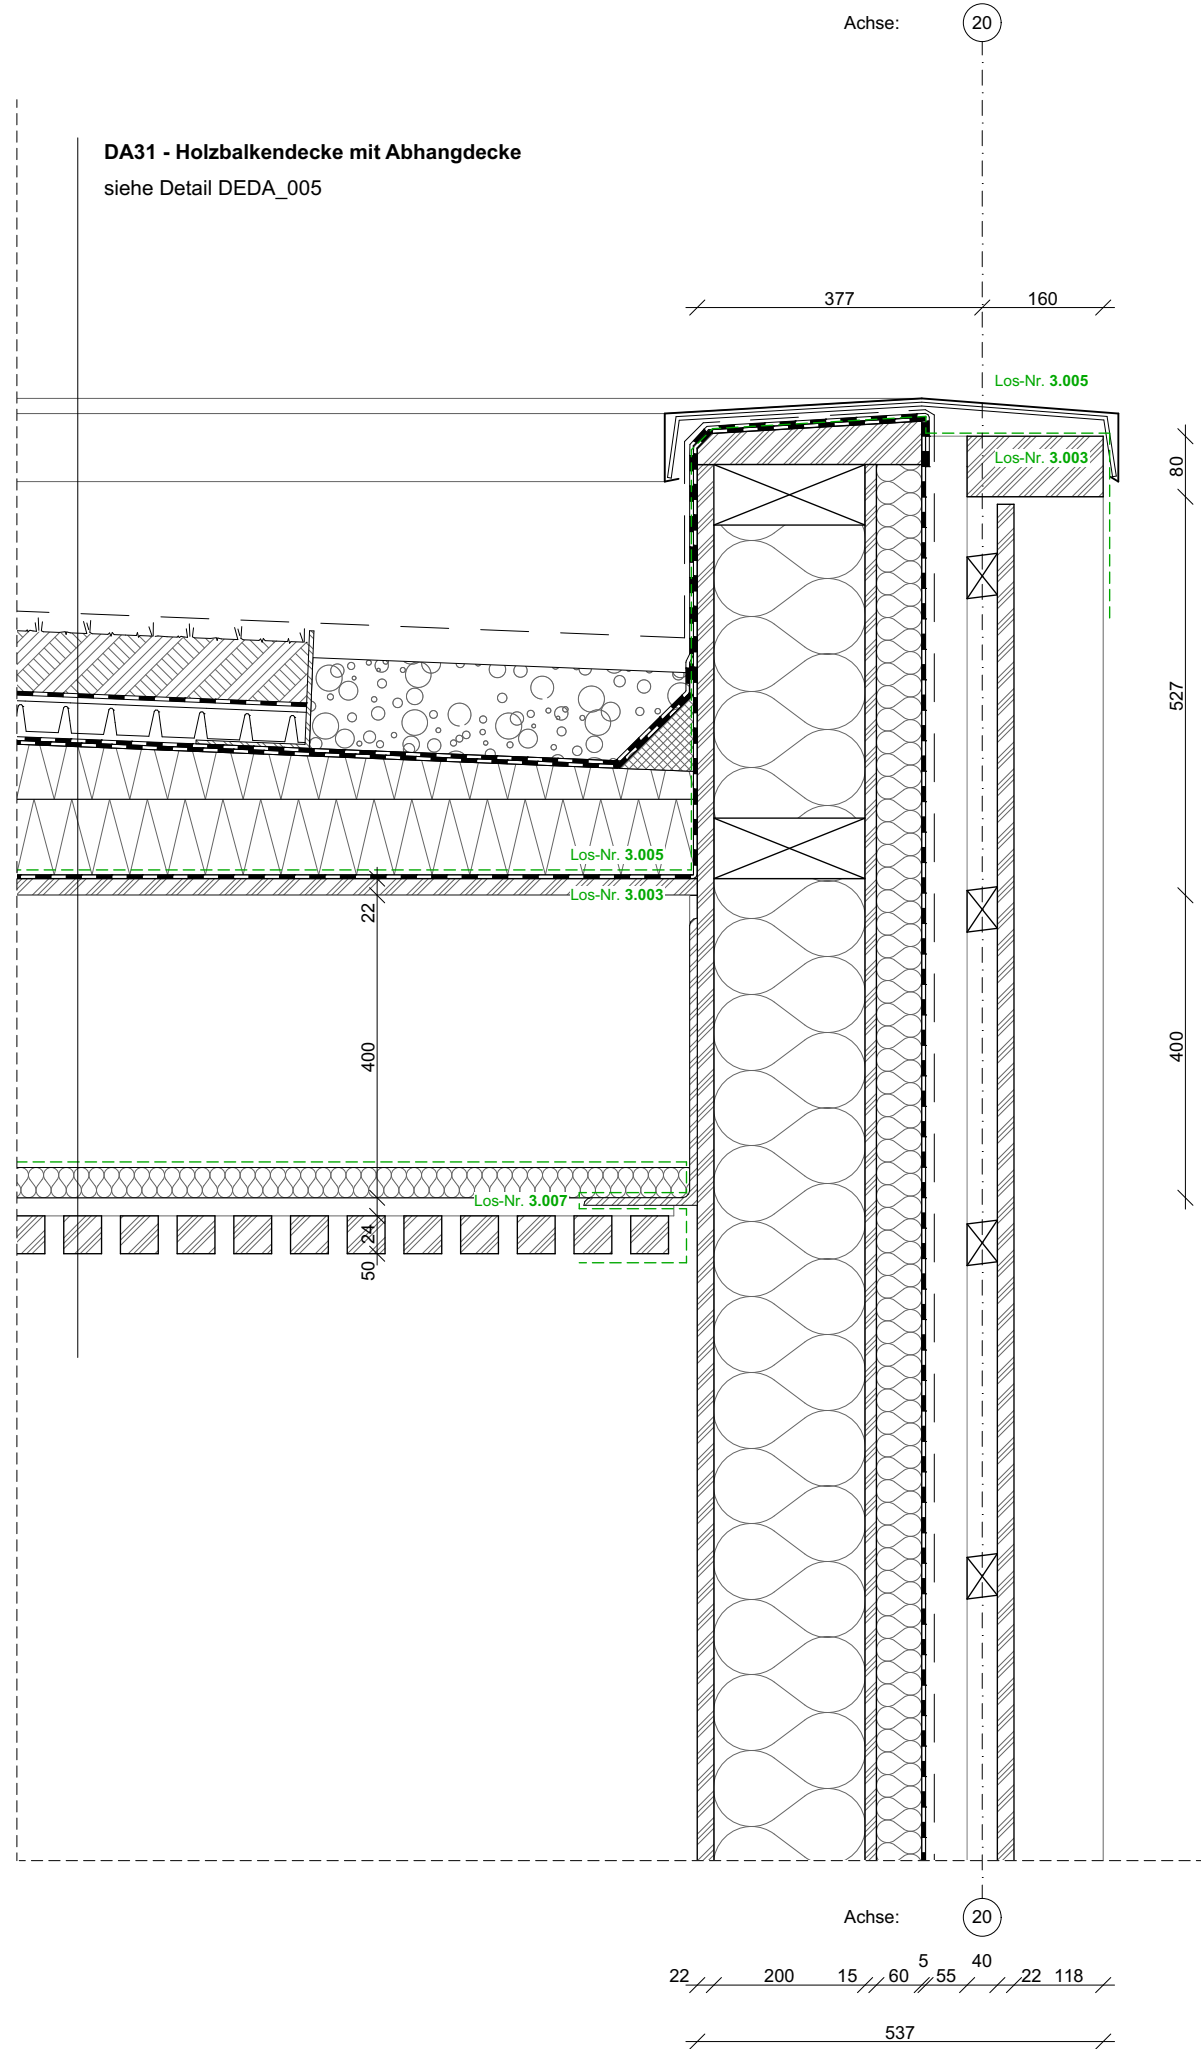 Achse: 20
DA31 - Holzbalkendecke mit Abhangdecke
siehe Detail DEDA_005
377 160
Los-Nr. 3.005
Los-Nr. 3.003
80
527
Los-Nr. 3.005
Los-Nr. 3.003
22
400
400
Los-Nr. 3.007
24
50
Achse: 20
22 200 15 60 5 55 40 22 118
537